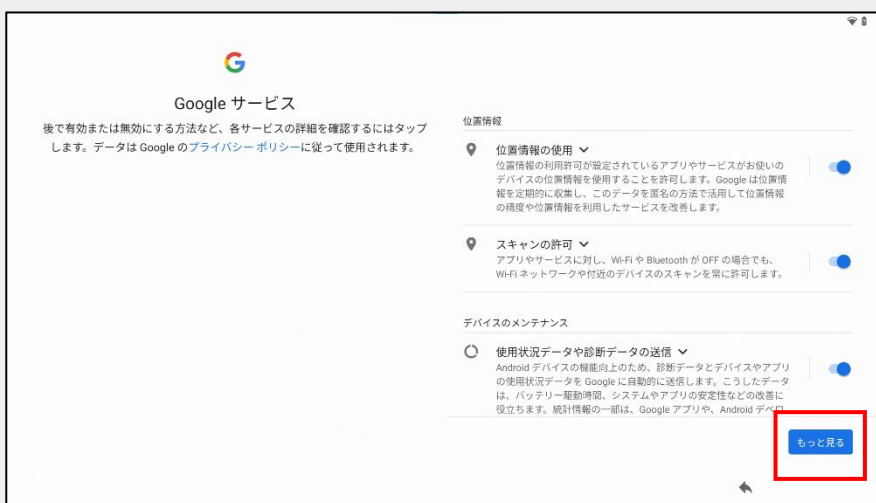 Google サービス
後で有効または無効にする方法など、各サービスの詳細を確認するにはタップ
します。データは Google のプライバシー ポリシーに従って使用されます。
位置情報
位置情報の使用
位置情報の利用許可が設定されているアプリやサービスがお使いの
デバイスの位置情報を使用することを許可します。Google は位置情
報を定期的に収集し、このデータを匿名の方法で活用して位置情報
の精度や位置情報を利用したサービスを改善します。
スキャンの許可
アプリやサービスに対し、Wi-Fi や Bluetooth が OFF の場合でも、
Wi-Fi ネットワークや付近のデバイスのスキャンを常に許可します。
デバイスのメンテナンス
使用状況データや診断データの送信
Android デバイスの機能向上のため、診断データとデバイスやアプリ
の使用状況データを Google に自動的に送信します。こうしたデータ
は、バッテリー駆動時間、システムやアプリの安定性などの改善に
役立ちます。統計情報の一部は、Google アプリや、Android デベロ
もっと見る